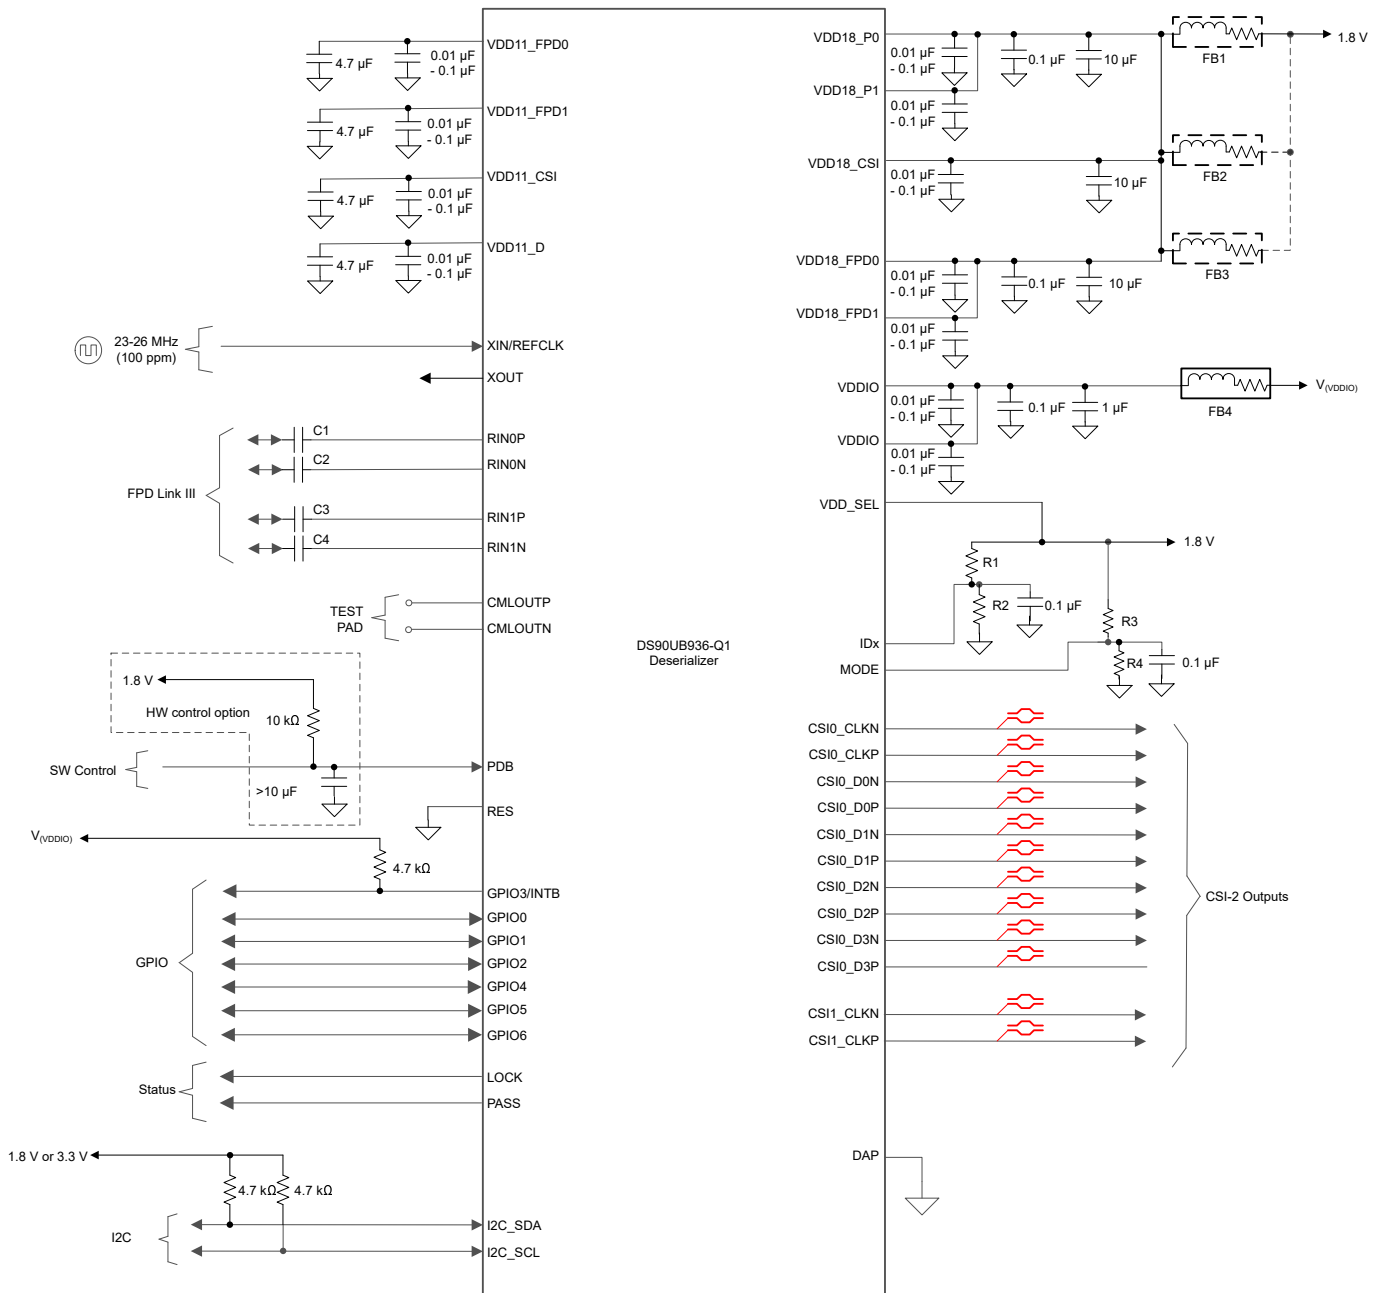 VDD11_FPD0
4.7 µF
0.01 µF
- 0.1 µF
VDD11_FPD1
4.7 µF
0.01 µF
- 0.1 µF
VDD11_CSI
4.7 µF
0.01 µF
- 0.1 µF
VDD11_D
4.7 µF
0.01 µF
- 0.1 µF
23-26 MHz
(100 ppm)
XIN/REFCLK
XOUT
FPD Link III
C1
RIN0P
C2
RIN0N
C3
RIN1P
C4
RIN1N
TEST
PAD
CMLOUTP
CMLOUTN
1.8 V
HW control option
10 kΩ
SW Control
PDB
>10 µF
RES
V(VDDIO)
4.7 kΩ
GPIO
GPIO3/INTB
GPIO0
GPIO1
GPIO2
GPIO4
GPIO5
GPIO6
Status
LOCK
PASS
1.8 V or 3.3 V
4.7 kΩ
4.7 kΩ
I2C
I2C_SDA
I2C_SCL
DS90UB936-Q1
Deserializer
VDD18_P0
0.01 µF
- 0.1 µF
0.1 µF
10 µF
FB1
1.8 V
VDD18_P1
0.01 µF
- 0.1 µF
VDD18_CSI
0.01 µF
- 0.1 µF
10 µF
FB2
VDD18_FPD0
0.01 µF
- 0.1 µF
0.1 µF
10 µF
FB3
VDD18_FPD1
0.01 µF
- 0.1 µF
VDDIO
0.01 µF
- 0.1 µF
0.1 µF
1 µF
FB4
V(VDDIO)
VDDIO
0.01 µF
- 0.1 µF
VDD_SEL
1.8 V
R1
R2
0.1 µF
IDx
R3
R4
0.1 µF
MODE
CSI0_CLKN
CSI0_CLKP
CSI0_D0N
CSI0_D0P
CSI0_D1N
CSI0_D1P
CSI0_D2N
CSI0_D2P
CSI0_D3N
CSI0_D3P
CSI1_CLKN
CSI1_CLKP
CSI-2 Outputs
DAP